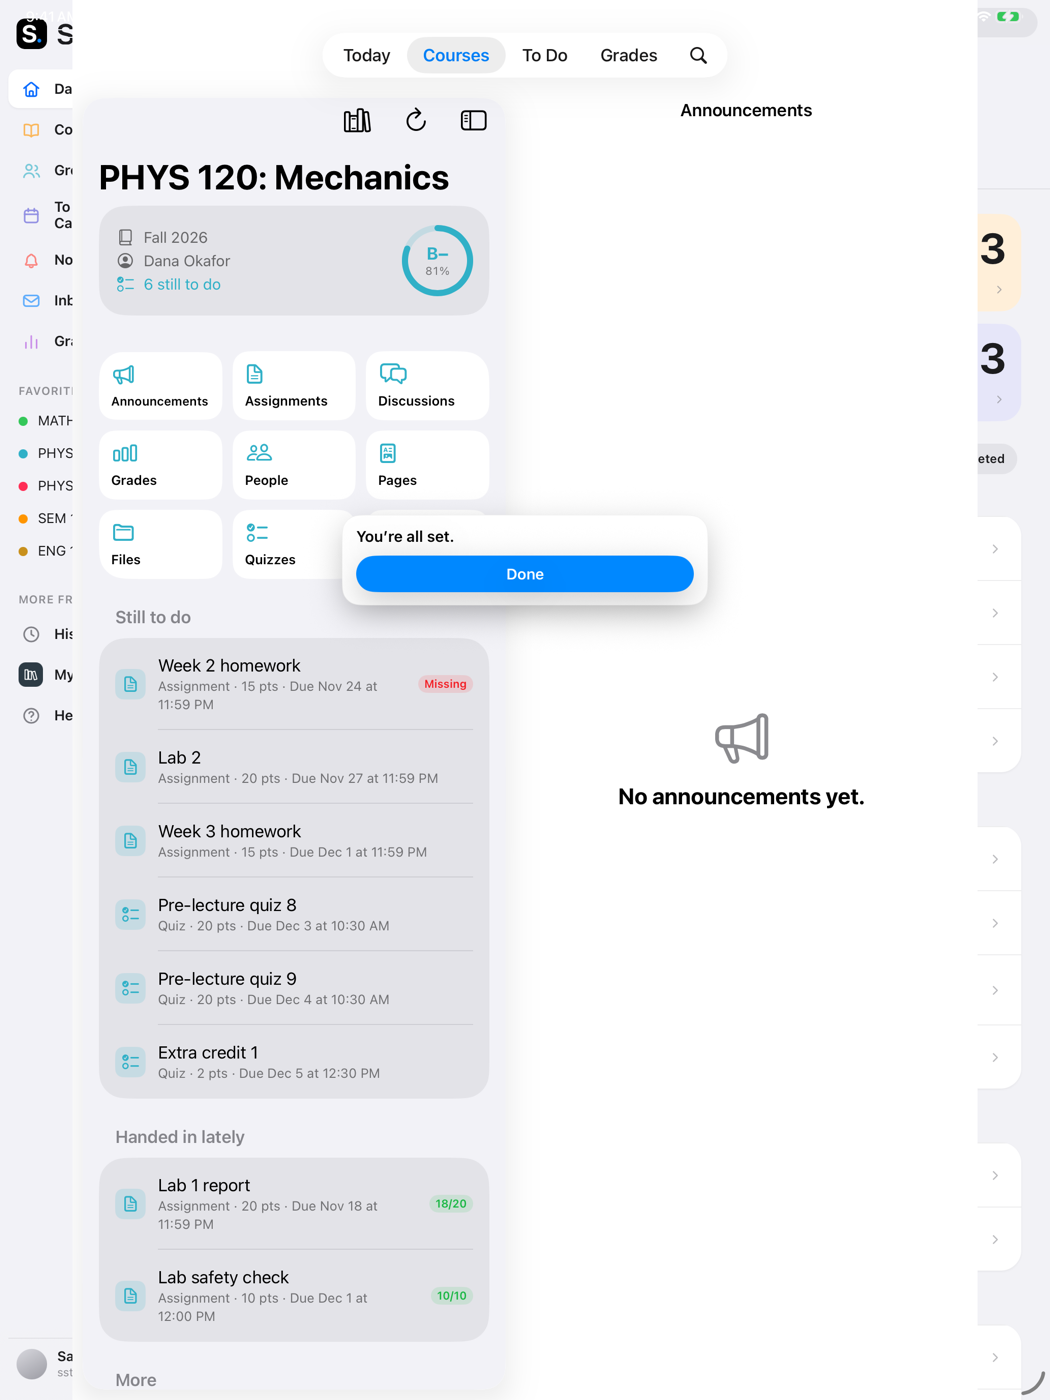 S.
Today
Courses
To Do
Grades
Announcements
PHYS 120: Mechanics
Fall 2026
Dana Okafor
6 still to do
B−
81%
Announcements
Assignments
Discussions
Grades
People
Pages
Files
Quizzes
You’re all set.
Done
Still to do
Week 2 homework
Assignment · 15 pts · Due Nov 24 at
11:59 PM
Missing
Lab 2
Assignment · 20 pts · Due Nov 27 at 11:59 PM
Week 3 homework
Assignment · 15 pts · Due Dec 1 at 11:59 PM
Pre-lecture quiz 8
Quiz · 20 pts · Due Dec 3 at 10:30 AM
Pre-lecture quiz 9
Quiz · 20 pts · Due Dec 4 at 10:30 AM
Extra credit 1
Quiz · 2 pts · Due Dec 5 at 12:30 PM
Handed in lately
Lab 1 report
Assignment · 20 pts · Due Nov 18 at
11:59 PM
18/20
Lab safety check
Assignment · 10 pts · Due Dec 1 at
12:00 PM
10/10
More
No announcements yet.
S
Da
Co
Gr
To
Ca
No
Inb
Gra
FAVORIT
MATH
PHYS
PHYS
SEM
ENG
MORE FR
His
My
He
Sa
sst
3
3
eted